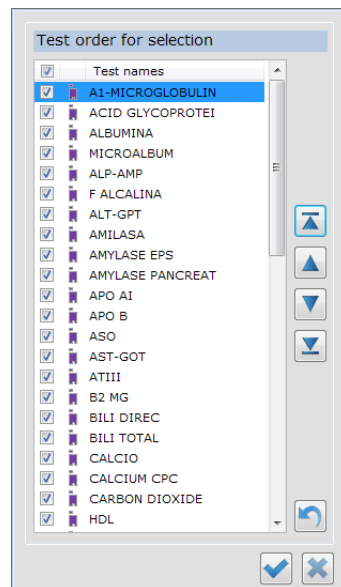 Test order for selection
Test names
A1-MICROGLOBULIN
ACID GLYCOPROTEI
ALBUMINA
MICROALBUM
ALP-AMP
F ALCALINA
ALT-GPT
AMILASA
AMYLASE EPS
AMYLASE PANCREAT
APO AI
APO B
ASO
AST-GOT
ATIII
B2 MG
BILI DIREC
BILI TOTAL
CALCIO
CALCIUM CPC
CARBON DIOXIDE
HDL